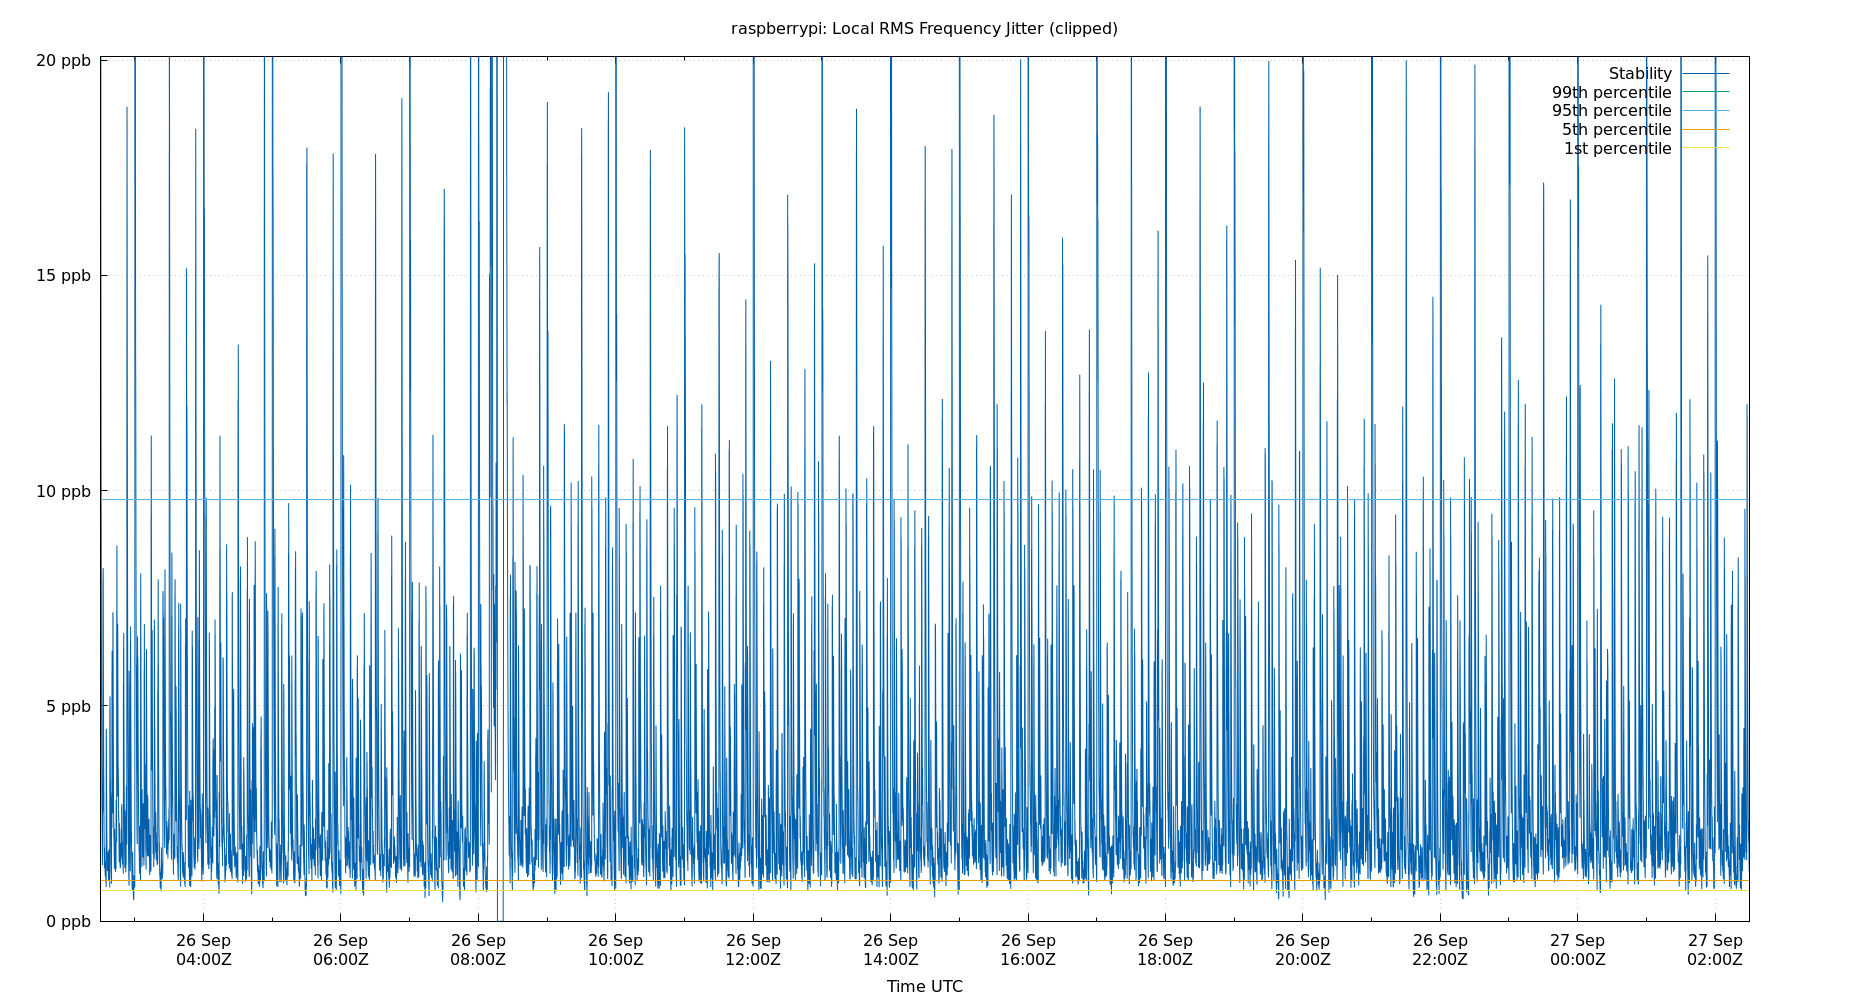 raspberrypi: Local RMS Frequency Jitter (clipped)
20 ppb
15 ppb
10 ppb
5 ppb
0 ppb
Stability
99th percentile
95th percentile
5th percentile
1st percentile
26 Sep 26 Sep 26 Sep 26 Sep 26 Sep 26 Sep 26 Sep 26 Sep 26 Sep 26 Sep 27 Sep 27 Sep
04:00Z 06:00Z 08:00Z 10:00Z 12:00Z 14:00Z 16:00Z 18:00Z 20:00Z 22:00Z 00:00Z 02:00Z
Time UTC